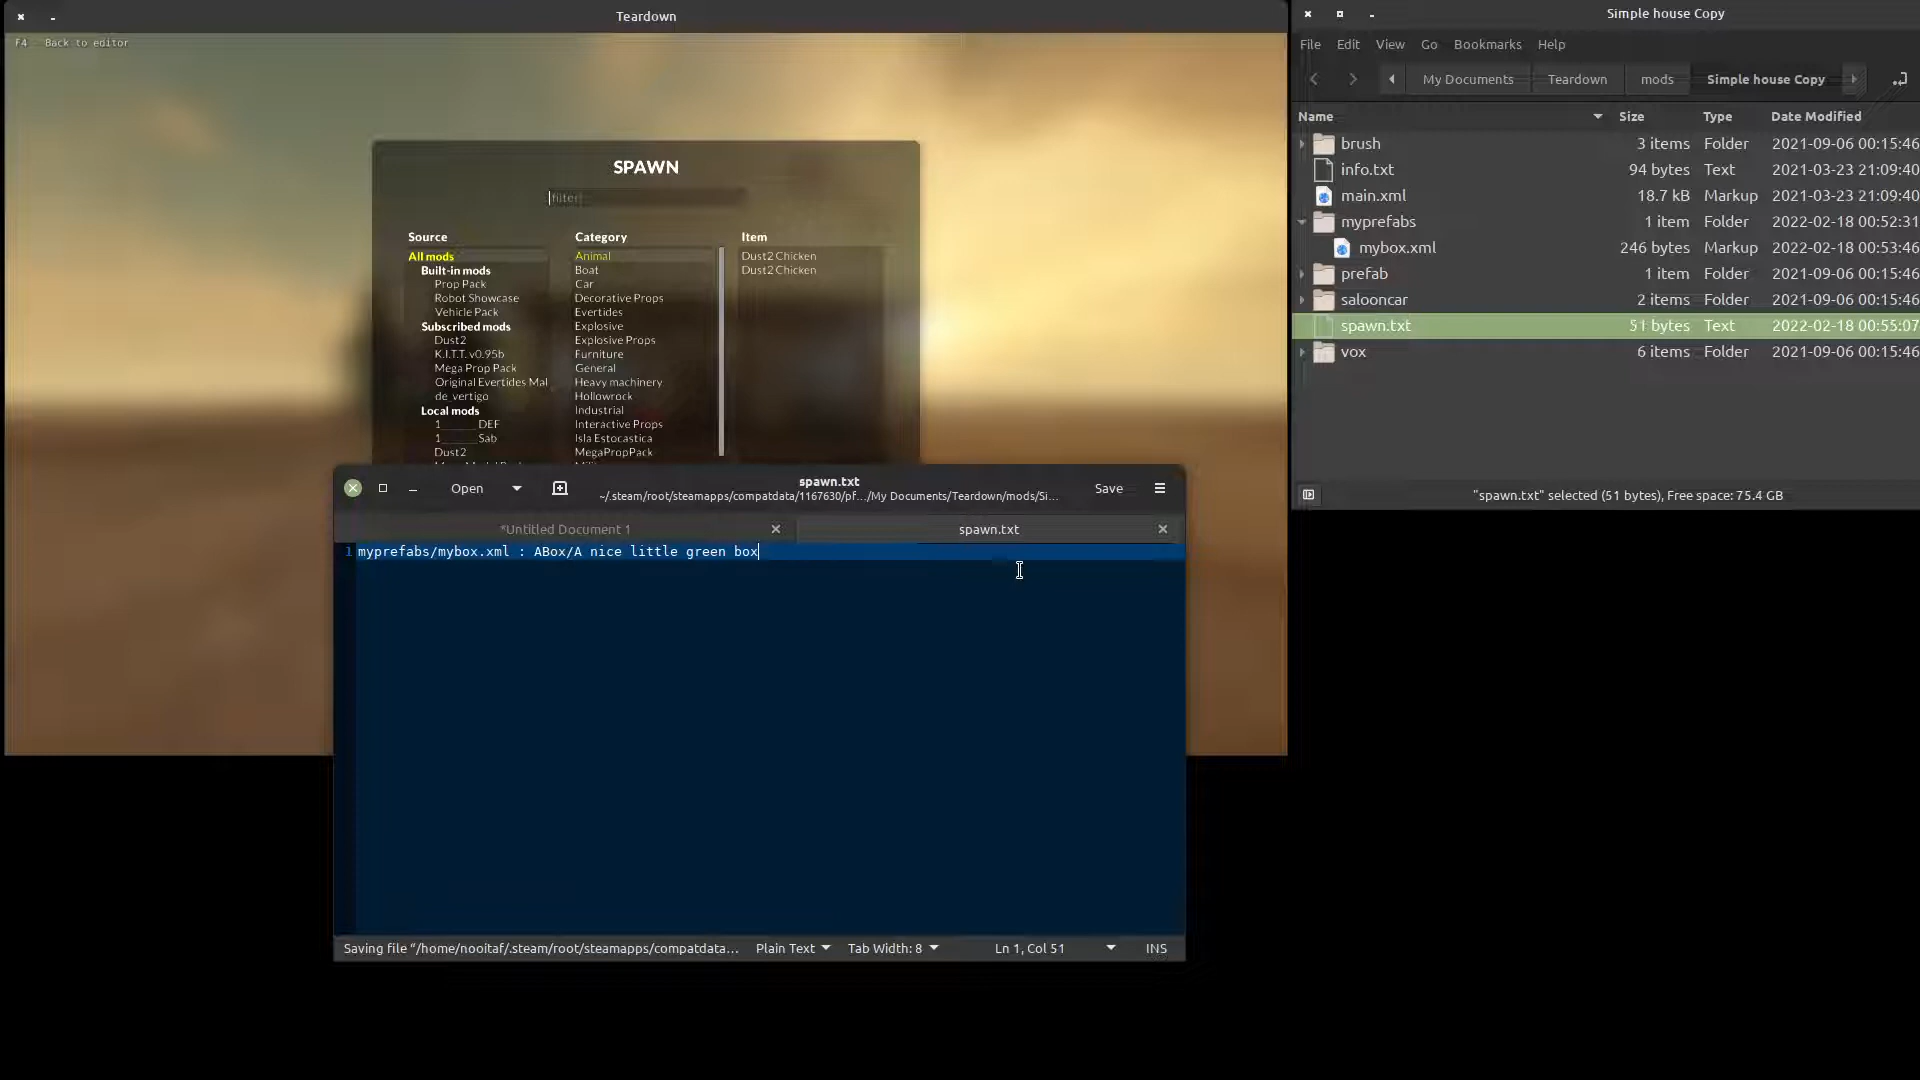 Teardown
F4 Back to editor
SPAWN
filter
Source
All mods
Built-in mods
Prop Pack
Robot Showcase
Vehicle Pack
Subscribed mods
Dust2
K.I.T.T. v0.95b
Mega Prop Pack
Original Evertides Mal
de_vertigo
Local mods
1______DEF
1______Sab
Dust2
Category
Animal
Boat
Car
Decorative Props
Evertides
Explosive
Explosive Props
Furniture
General
Heavy machinery
Hollowrock
Industrial
Interactive Props
Isla Estocastica
MegaPropPack
Item
Dust2 Chicken
Dust2 Chicken
Simple house Copy
File Edit View Go Bookmarks Help
My Documents Teardown mods Simple house Copy
Name Size Type Date Modified
brush 3 items Folder 2021-09-06 00:15:46
info.txt 94 bytes Text 2021-03-23 21:09:40
main.xml 18.7 kB Markup 2021-03-23 21:09:40
myprefabs 1 item Folder 2022-02-18 00:52:31
mybox.xml 246 bytes Markup 2022-02-18 00:53:46
prefab 1 item Folder 2021-09-06 00:15:46
salooncar 2 items Folder 2021-09-06 00:15:46
spawn.txt 51 bytes Text 2022-02-18 00:55:07
vox 6 items Folder 2021-09-06 00:15:46
"spawn.txt" selected (51 bytes), Free space: 75.4 GB
Open
spawn.txt
~/.steam/root/steamapps/compatdata/1167630/pf…/My Documents/Teardown/mods/Si…
Save
*Untitled Document 1
spawn.txt
1 myprefabs/mybox.xml : ABox/A nice little green box
Saving file “/home/nooitaf/.steam/root/steamapps/compatdata… Plain Text Tab Width: 8 Ln 1, Col 51 INS